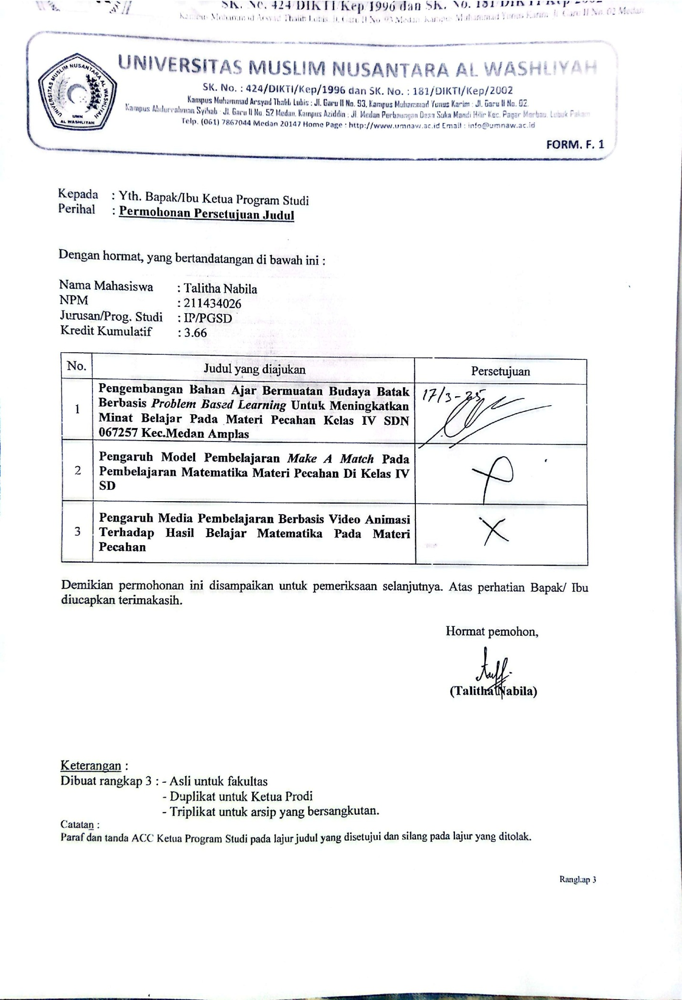 SK. No. 424/DIKTI/Kep 1996 dan SK. No. 181/DIKTI/Kep 2002
Kampus Muhammad Arsyad Thalib Lubis Jl. Garu II No. 93 Medan, Kampus Muhammad Yunus Karim Jl. Garu II No. 02 Medan
UNIVERSITAS MUSLIM NUSANTARA AL WASHLIYAH
UMN
AL WASHLIYAH
UNIVERSITAS MUSLIM NUSANTARA AL WASHLIYAH
SK. No. : 424/DIKTI/Kep/1996 dan SK. No. : 181/DIKTI/Kep/2002
Kampus Muhammad Arsyad Thalib Lubis : Jl. Garu II No. 93, Kampus Muhammad Yunus Karim : Jl. Garu II No. 02,
Kampus Abdurrahman Syihab : Jl. Garu II No. 52 Medan, Kampus Aziddin : Jl. Medan Perbaungan Desa Suka Mandi Hilir Kec. Pagar Merbau, Lubuk Pakam
Telp. (061) 7867044 Medan 20147 Home Page : http://www.umnaw.ac.id Email : info@umnaw.ac.id
FORM. F. 1
Kepada : Yth. Bapak/Ibu Ketua Program Studi
Perihal : Permohonan Persetujuan Judul
Dengan hormat, yang bertandatangan di bawah ini :
Nama Mahasiswa : Talitha Nabila
NPM : 211434026
Jurusan/Prog. Studi : IP/PGSD
Kredit Kumulatif : 3.66
No. Judul yang diajukan Persetujuan
1 Pengembangan Bahan Ajar Bermuatan Budaya Batak
Berbasis Problem Based Learning Untuk Meningkatkan
Minat Belajar Pada Materi Pecahan Kelas IV SDN
067257 Kec.Medan Amplas
17/3-25
2 Pengaruh Model Pembelajaran Make A Match Pada
Pembelajaran Matematika Materi Pecahan Di Kelas IV
SD
3 Pengaruh Media Pembelajaran Berbasis Video Animasi
Terhadap Hasil Belajar Matematika Pada Materi
Pecahan
Demikian permohonan ini disampaikan untuk pemeriksaan selanjutnya. Atas perhatian Bapak/ Ibu
diucapkan terimakasih.
Hormat pemohon,
(Talitha Nabila)
Keterangan :
Dibuat rangkap 3 : - Asli untuk fakultas
- Duplikat untuk Ketua Prodi
- Triplikat untuk arsip yang bersangkutan.
Catatan :
Paraf dan tanda ACC Ketua Program Studi pada lajur judul yang disetujui dan silang pada lajur yang ditolak.
Rangkap 3